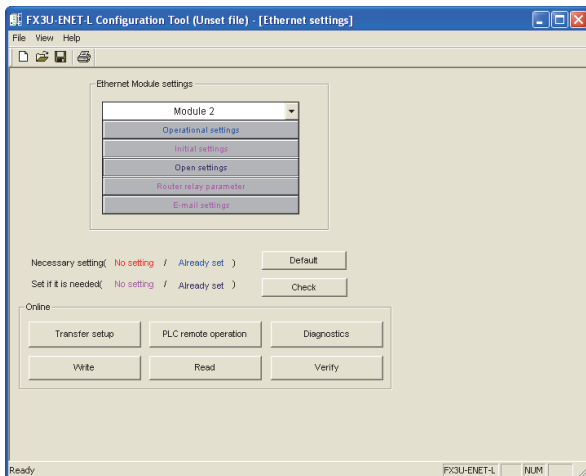 FX3U-ENET-L Configuration Tool (Unset file) - [Ethernet settings]
File View Help
Ethernet Module settings
Module 2
Operational settings
Initial settings
Open settings
Router relay parameter
E-mail settings
Necessary setting( No setting / Already set ) Default
Set if it is needed( No setting / Already set ) Check
Online
Transfer setup PLC remote operation Diagnostics
Write Read Verify
Ready FX3U-ENET-L NUM